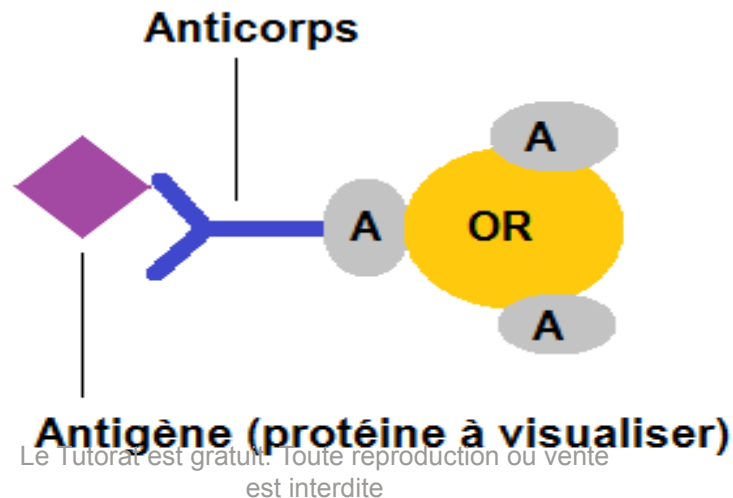 Anticorps
A
A
OR
A
Antigène (protéine à visualiser)
Le Tutorat est gratuit. Toute reproduction ou vente
est interdite